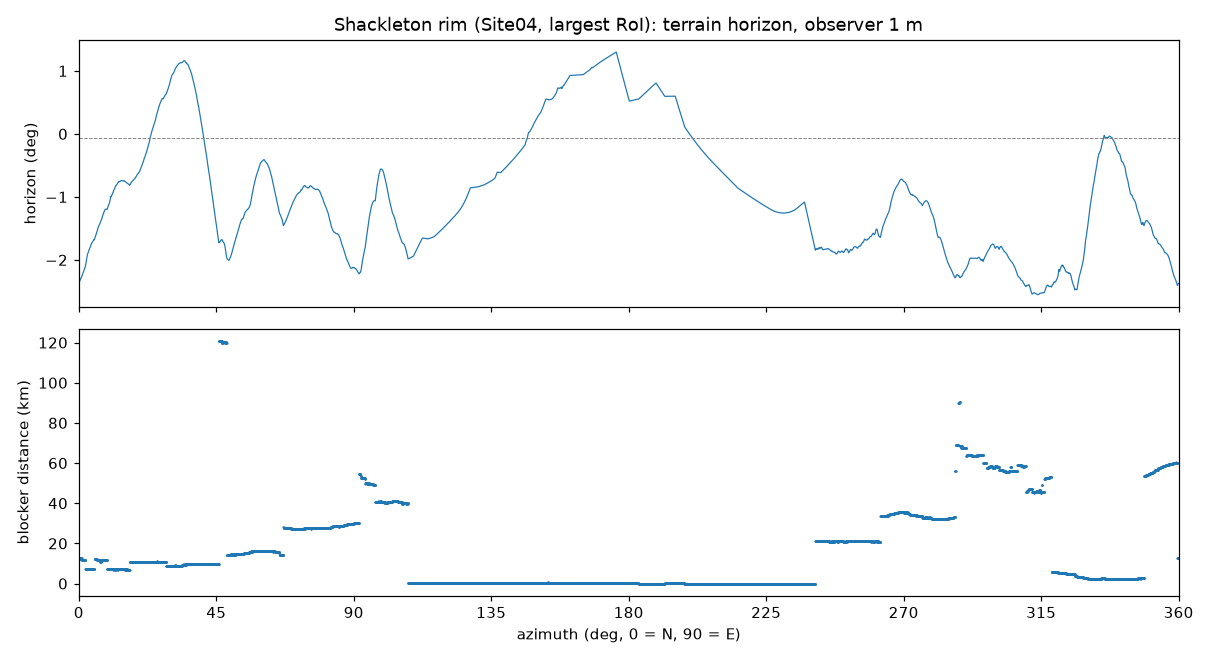 Shackleton rim (Site04, largest RoI): terrain horizon, observer 1 m
horizon (deg)
1
0
−1
−2
blocker distance (km)
120
100
80
60
40
20
0
0 45 90 135 180 225 270 315 360
azimuth (deg, 0 = N, 90 = E)